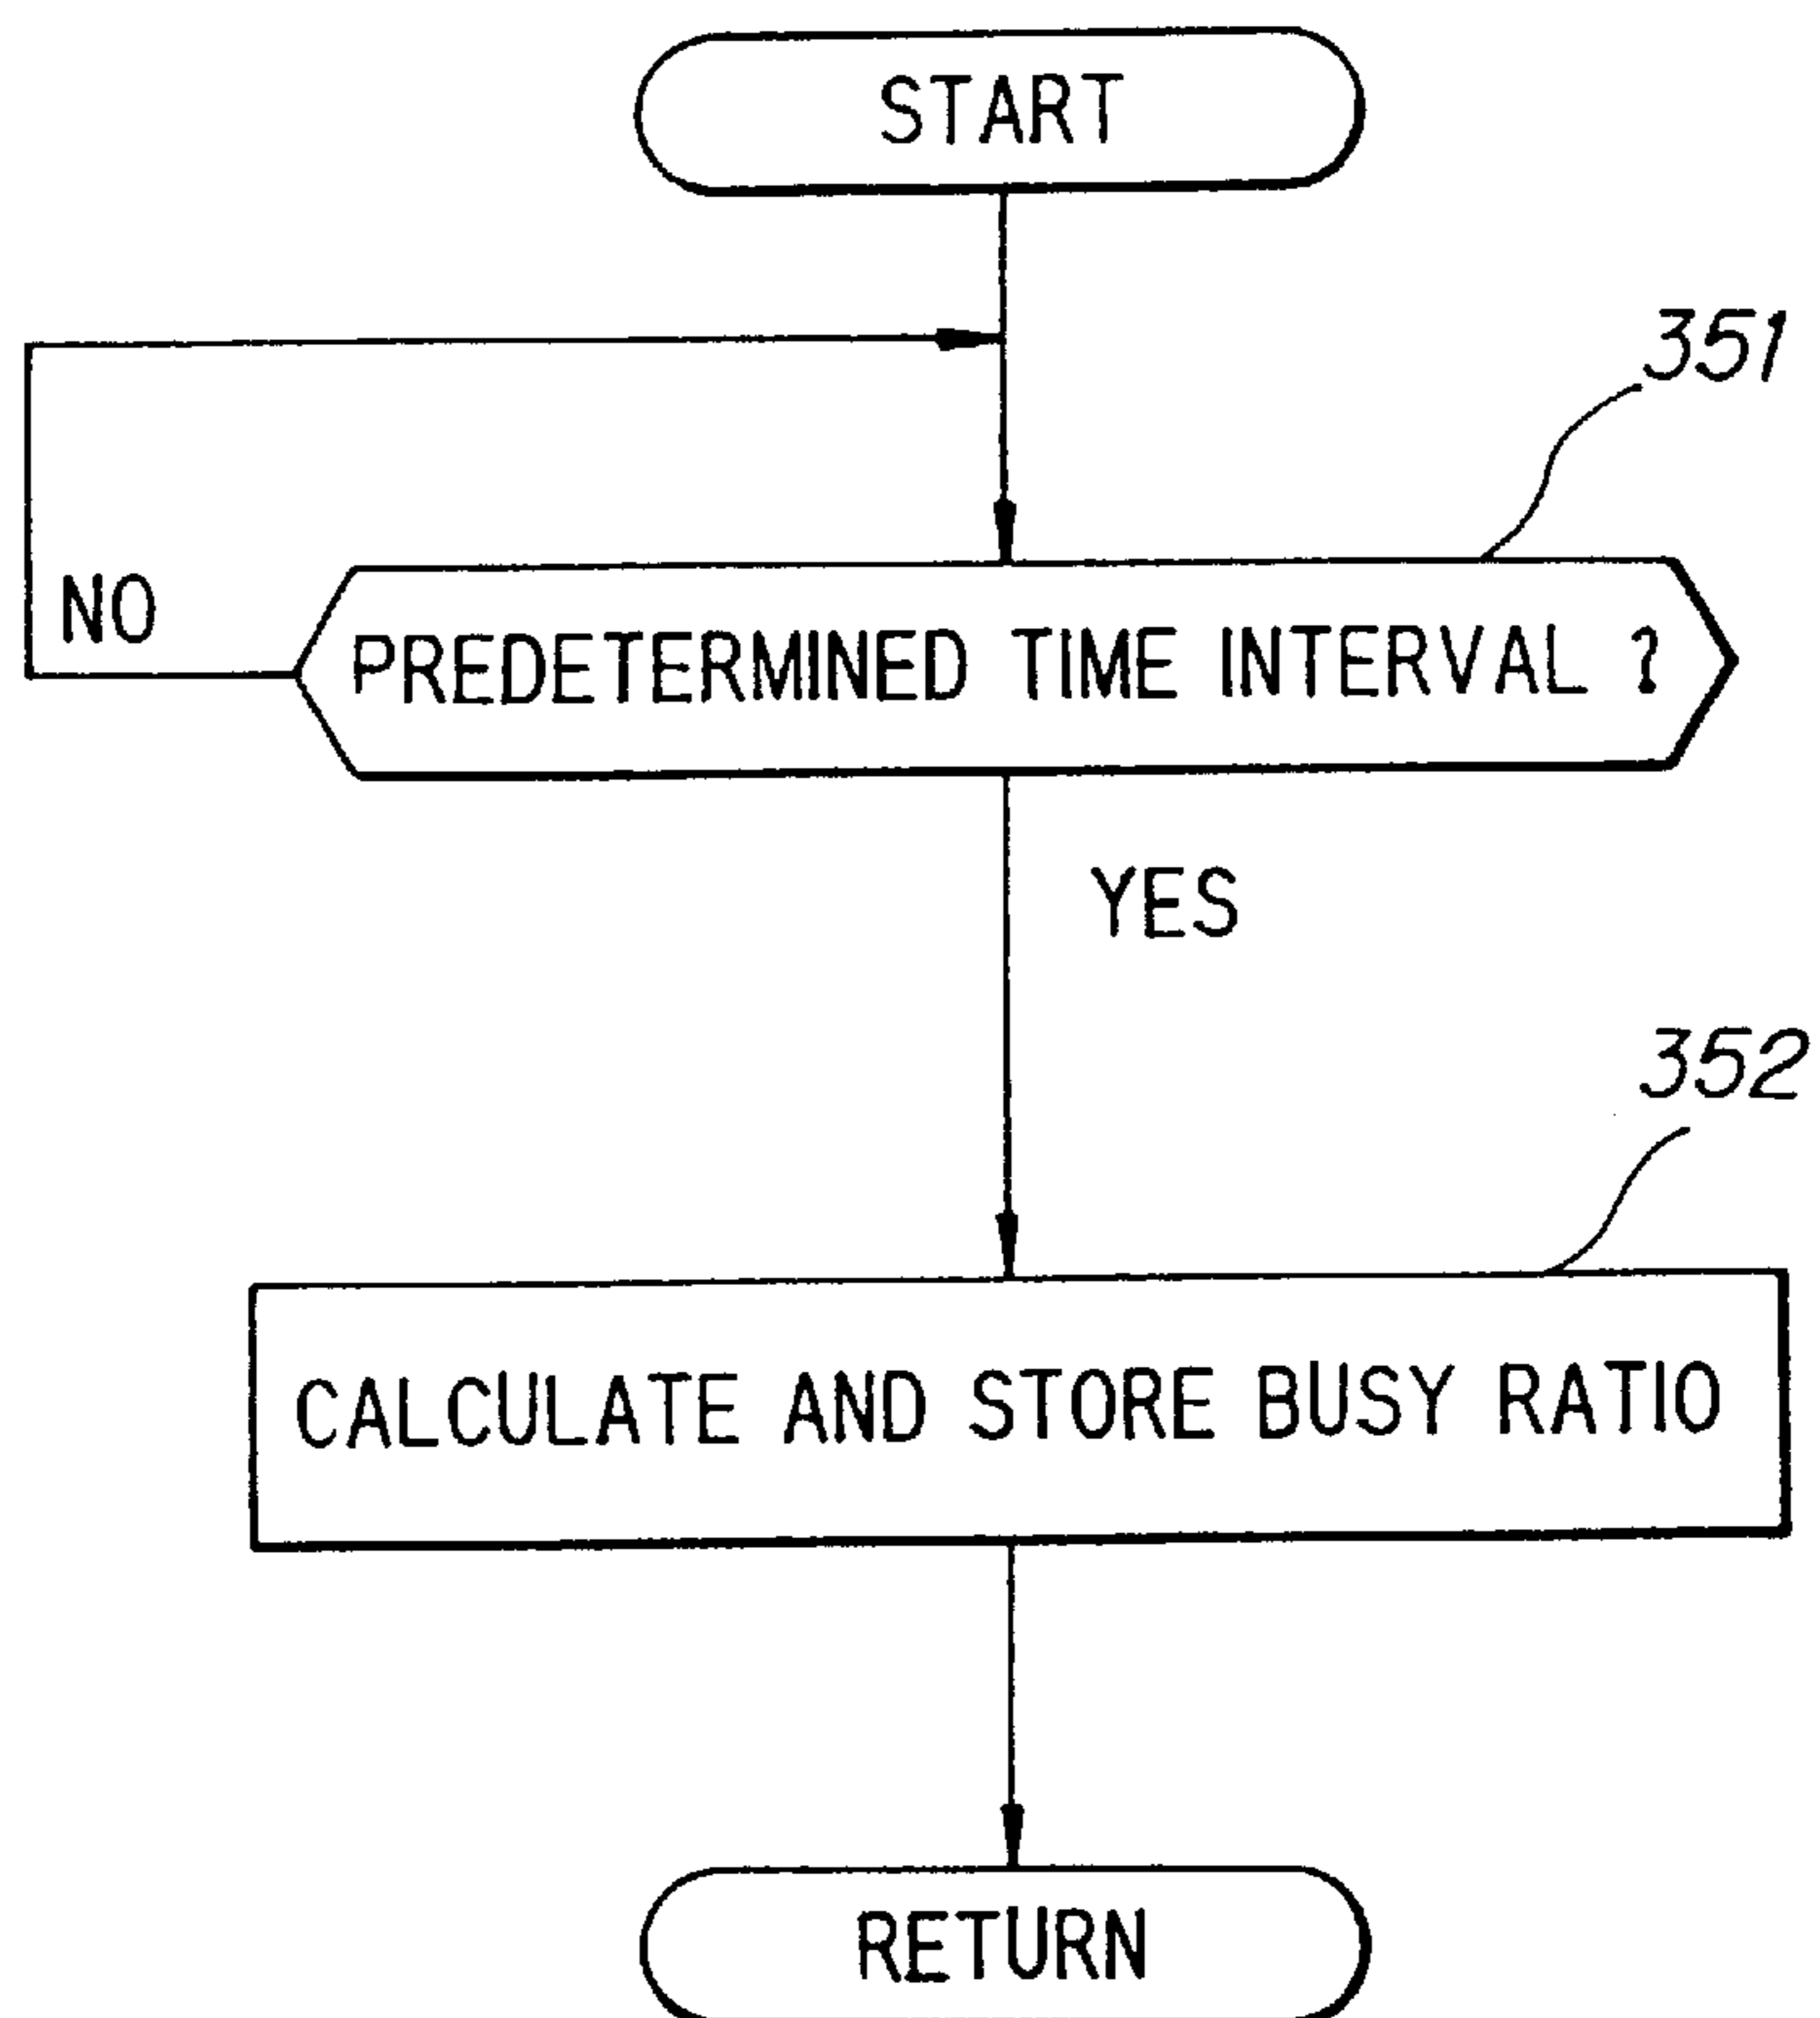 START
351
NO
PREDETERMINED TIME INTERVAL ?
YES
352
CALCULATE AND STORE BUSY RATIO
RETURN